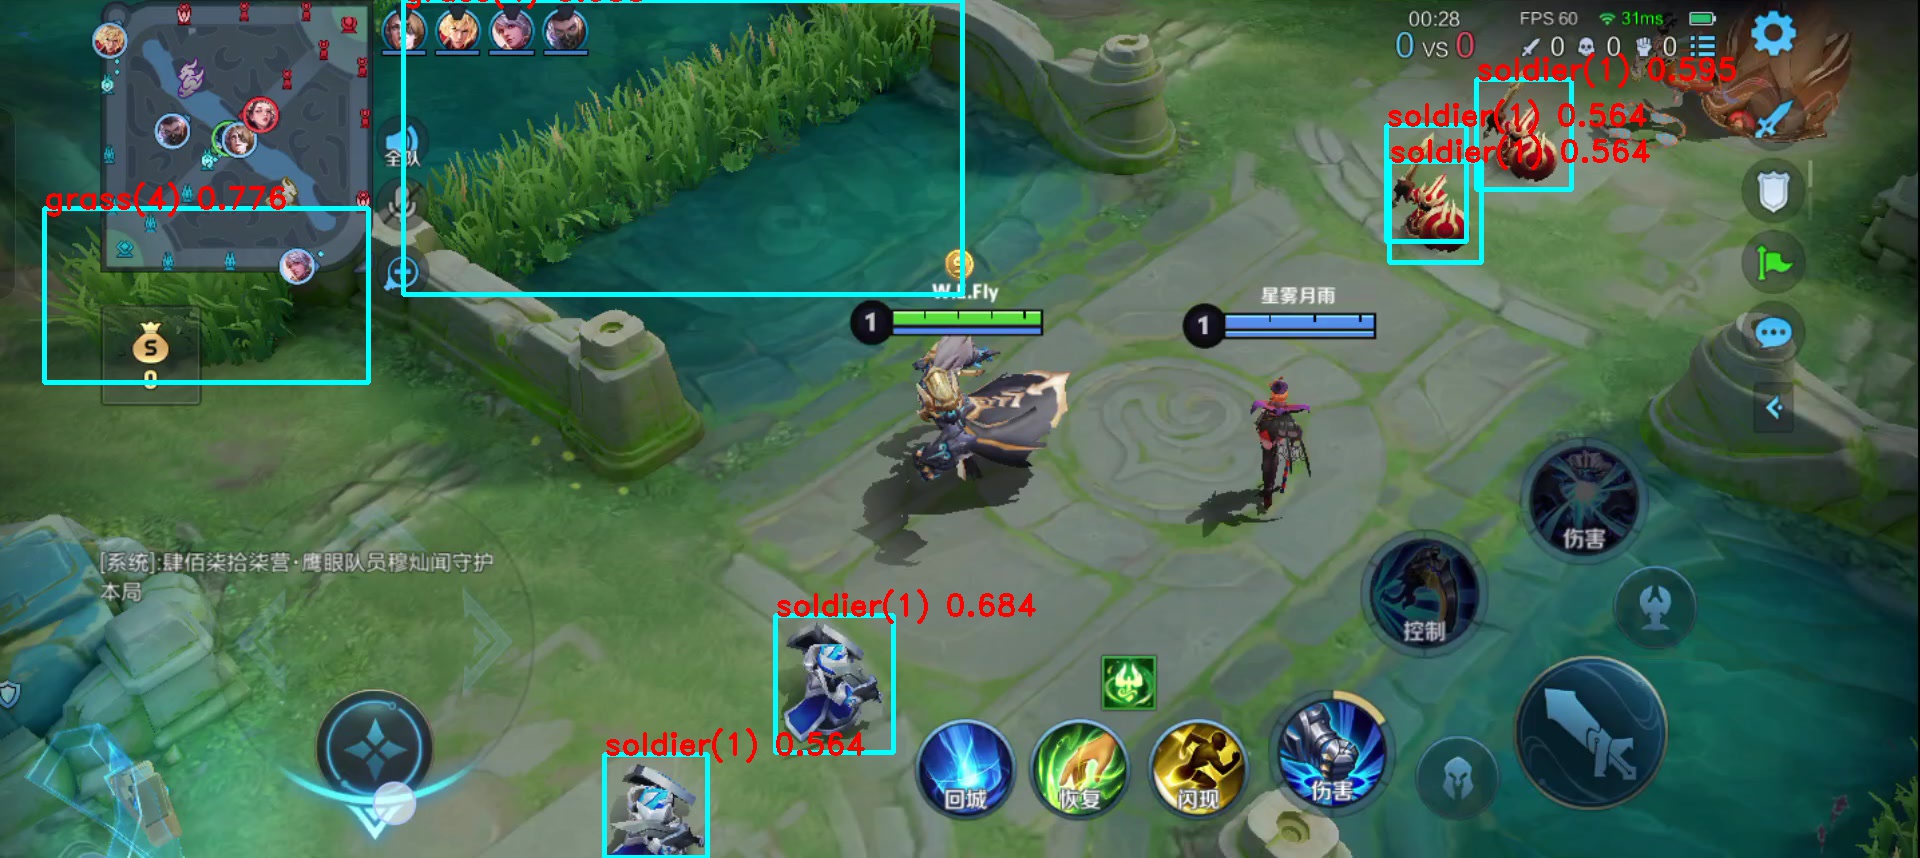 00:28 FPS 60 31ms
0 VS 0 0 0 0
soldier(1) 0.595
soldier(1) 0.564
soldier(1) 0.564
全队
grass(4) 0.776
S
0
W.L.Fly
1
星雾月雨
1
伤害
[系统]:肆佰柒拾柒营·鹰眼队员穆灿闻守护
本局
控制
soldier(1) 0.684
soldier(1) 0.564
回城
恢复
闪现
伤害